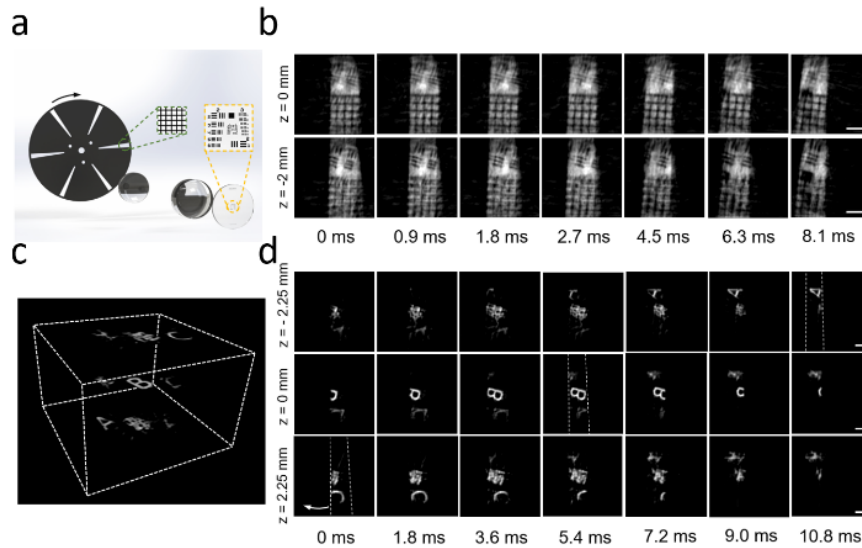 a
b
z = 0 mm
z = -2 mm
0 ms 0.9 ms 1.8 ms 2.7 ms 4.5 ms 6.3 ms 8.1 ms
c
d
z = - 2.25 mm
z = 0 mm
z = 2.25 mm
A
B
C
0 ms 1.8 ms 3.6 ms 5.4 ms 7.2 ms 9.0 ms 10.8 ms